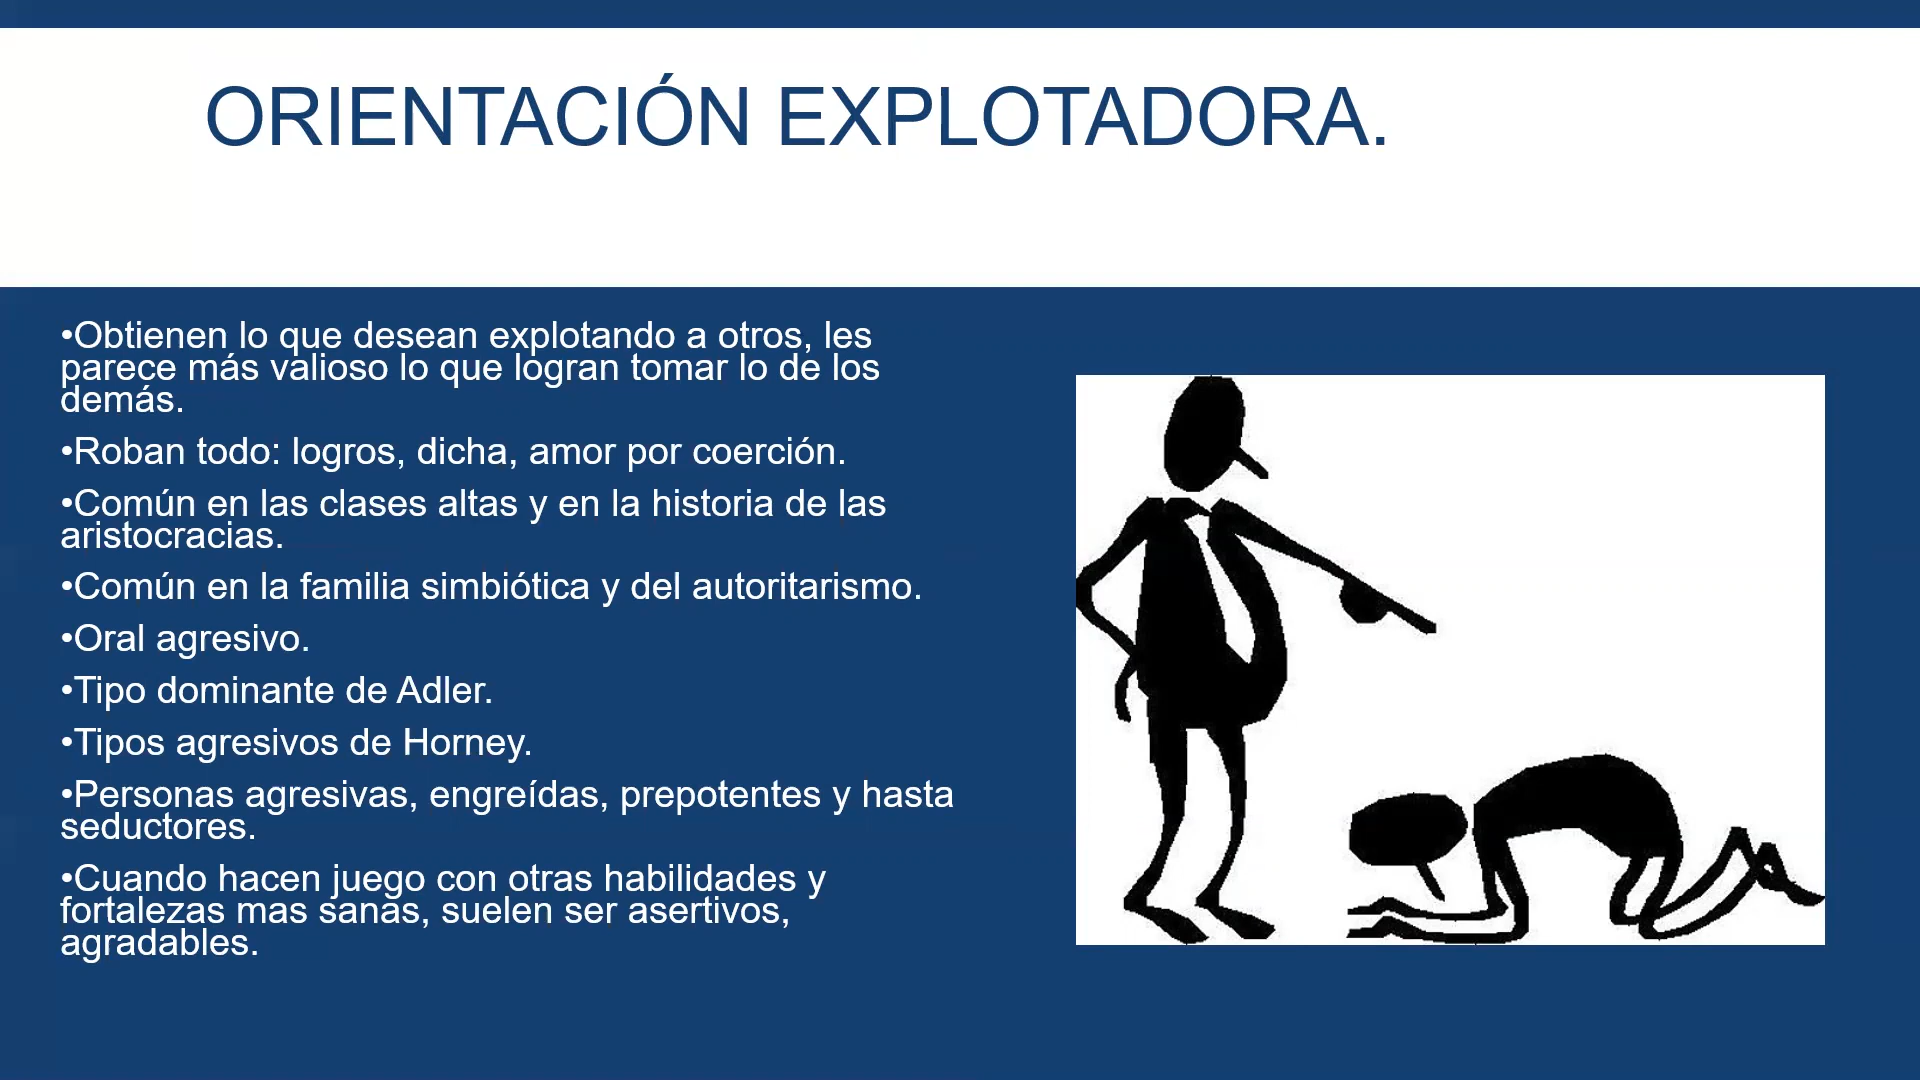 ORIENTACIÓN EXPLOTADORA.
•Obtienen lo que desean explotando a otros, les
parece más valioso lo que logran tomar lo de los
demás.
•Roban todo: logros, dicha, amor por coerción.
•Común en las clases altas y en la historia de las
aristocracias.
•Común en la familia simbiótica y del autoritarismo.
•Oral agresivo.
•Tipo dominante de Adler.
•Tipos agresivos de Horney.
•Personas agresivas, engreídas, prepotentes y hasta
seductores.
•Cuando hacen juego con otras habilidades y
fortalezas mas sanas, suelen ser asertivos,
agradables.